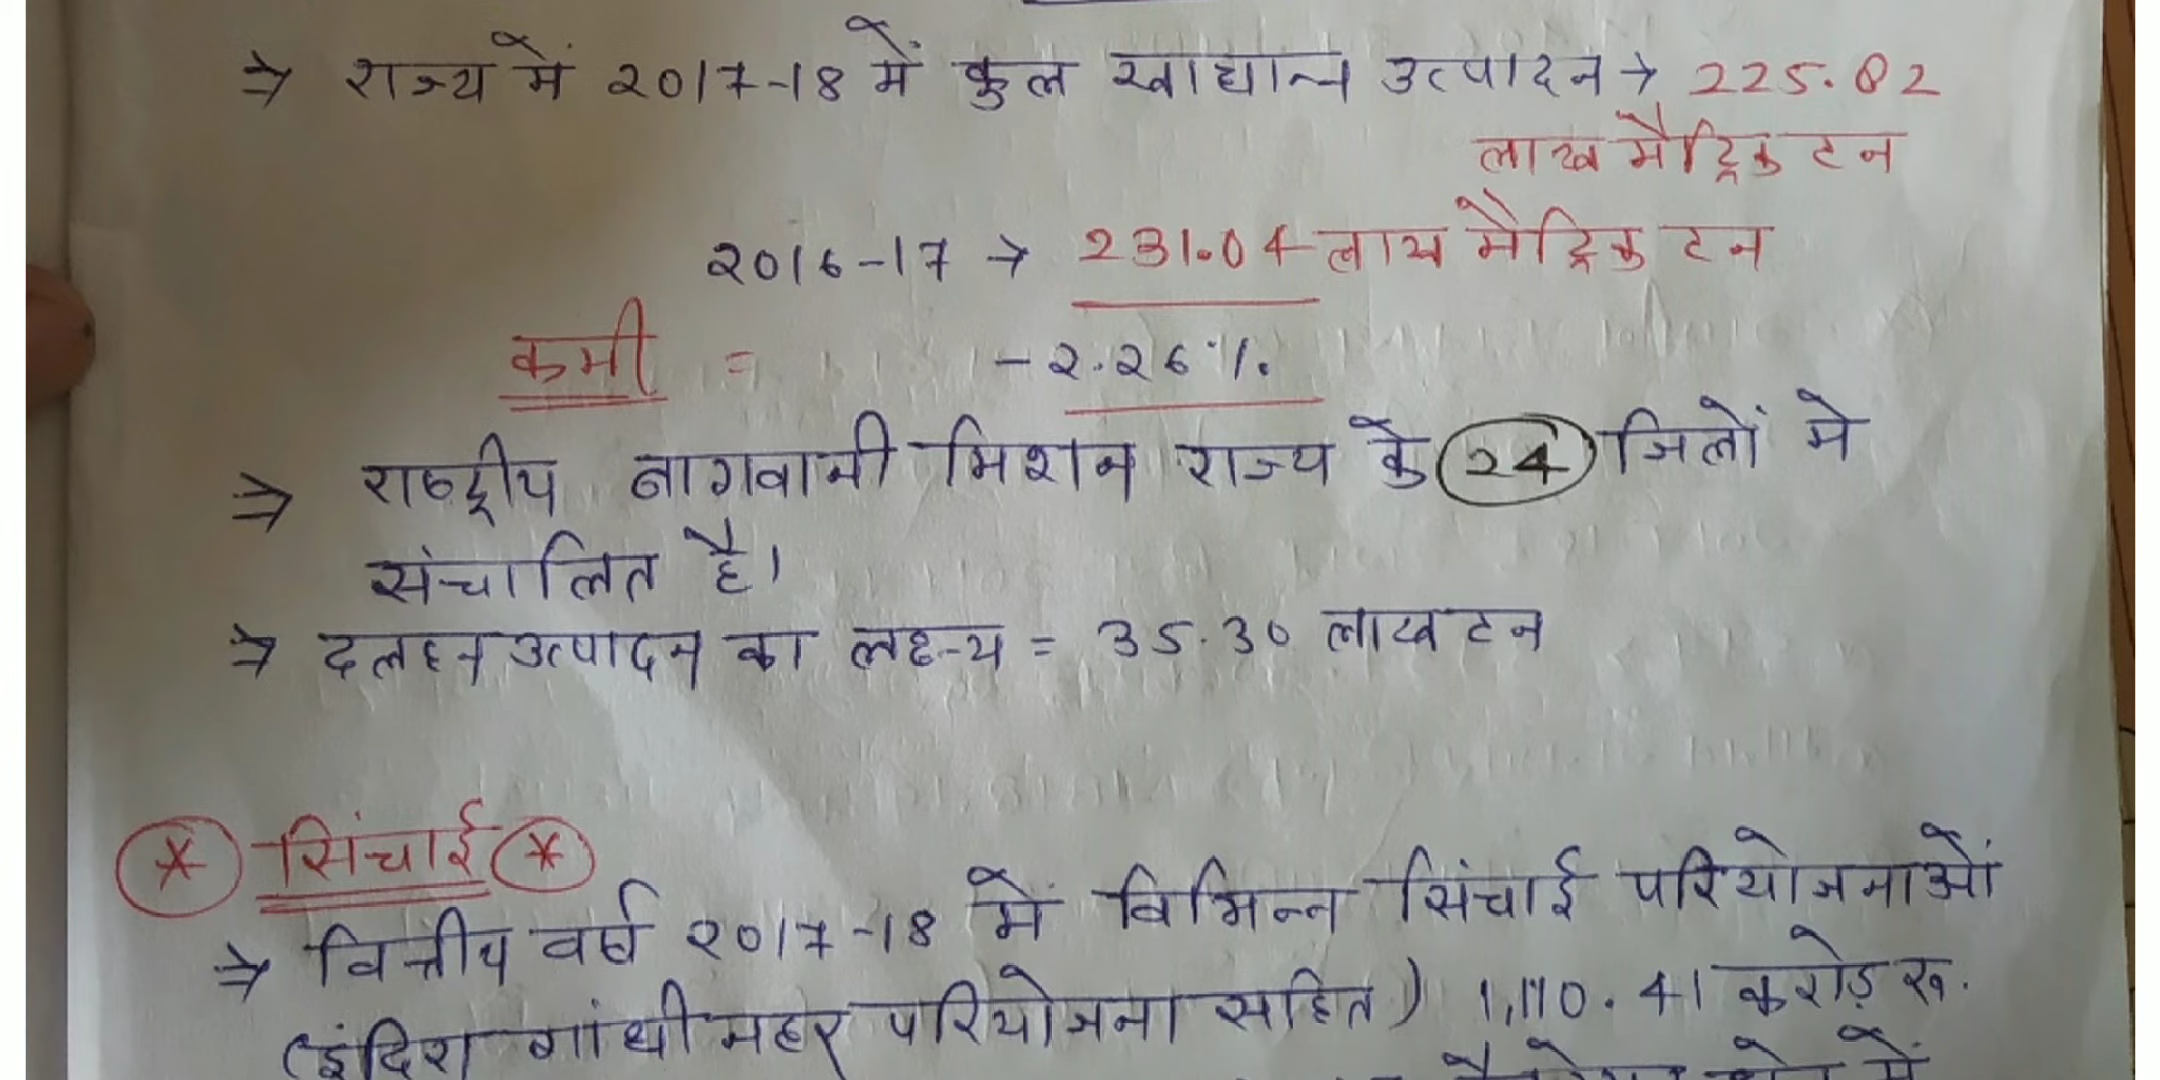 ⇒ राज्य में 2017-18 में कुल खाद्यान्न उत्पादन → 225.82
लाख मैट्रिक टन
2016-17 → 231.04 लाख मैट्रिक टन
कमी = -2.26%
⇒ राष्ट्रीय बागवानी मिशन राज्य के 24 जिलों मे
संचालित है।
⇒ दलहन उत्पादन का लक्ष्य = 35.30 लाख टन
* सिंचाई *
⇒ वित्तीय वर्ष 2017-18 में विभिन्न सिंचाई परियोजनाओं
(इंदिरा गांधी नहर परियोजना सहित) 1,110.41 करोड़ रू.
में